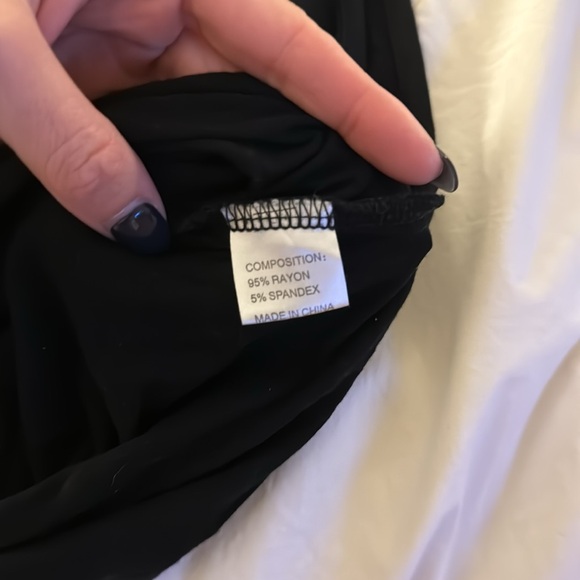 COMPOSITION:
95% RAYON
5% SPANDEX
MADE IN CHINA